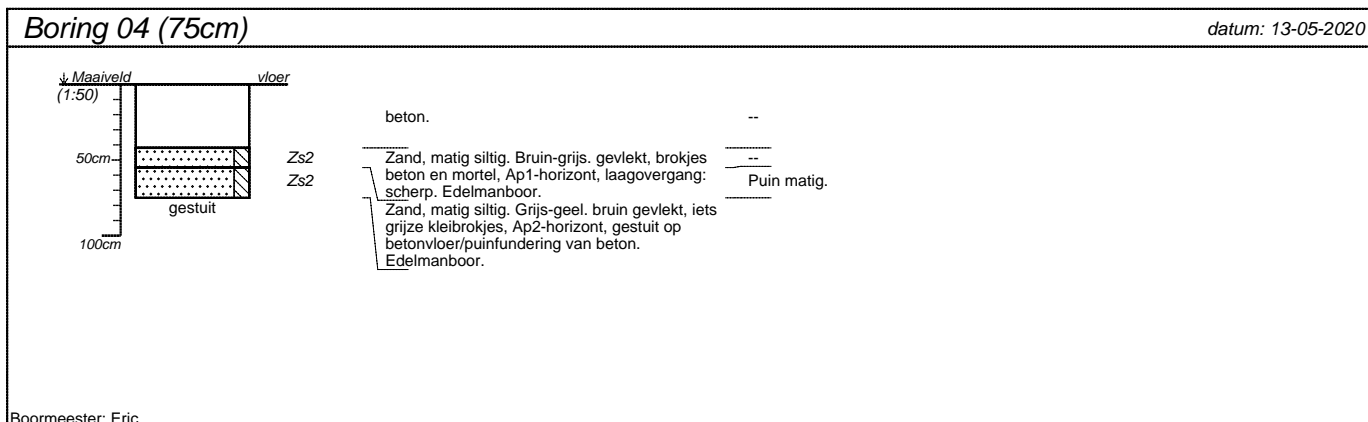 Boring 04 (75cm)
datum: 13-05-2020
Maaiveld
vloer
(1:50)
beton.
--
50cm
Zs2
Zand, matig siltig. Bruin-grijs. gevlekt, brokjes
beton en mortel, Ap1-horizont, laagovergang:
scherp. Edelmanboor.
--
Zs2
Puin matig.
gestuit
Zand, matig siltig. Grijs-geel. bruin gevlekt, iets
grijze kleibrokjes, Ap2-horizont, gestuit op
betonvloer/puinfundering van beton.
Edelmanboor.
100cm
Boormeester: Eric